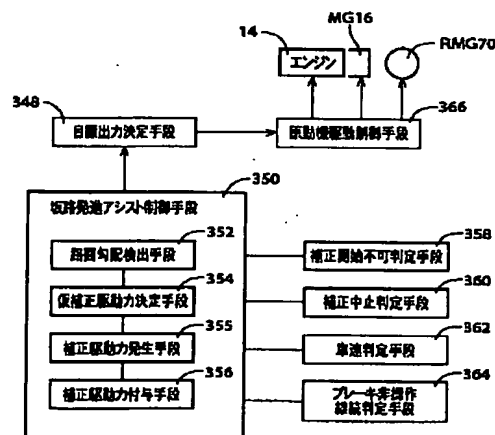 MG16
14
エンジン
RMG70
348
目標出力決定手段
原動機駆動制御手段
366
350
坂路発進アシスト制御手段
352
路面勾配検出手段
354
仮補正駆動力決定手段
355
補正駆動力発生手段
356
補正駆動力付与手段
358
補正開始不可判定手段
360
補正中止判定手段
362
車速判定手段
364
ブレーキ非操作
継続判定手段